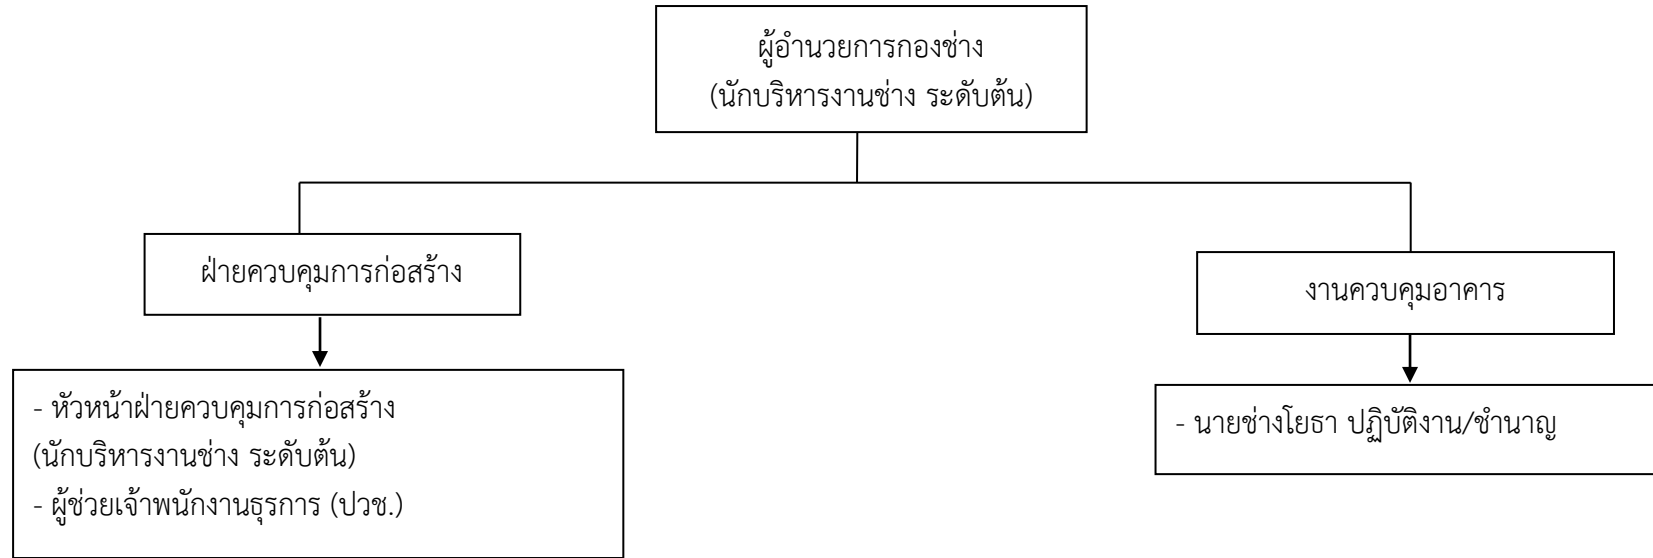 ผู้อำนวยการกองช่าง
(นักบริหารงานช่าง ระดับต้น)
ฝ่ายควบคุมการก่อสร้าง
งานควบคุมอาคาร
- หัวหน้าฝ่ายควบคุมการก่อสร้าง
(นักบริหารงานช่าง ระดับต้น)
- ผู้ช่วยเจ้าพนักงานธุรการ (ปวช.)
- นายช่างโยธา ปฏิบัติงาน/ชำนาญ